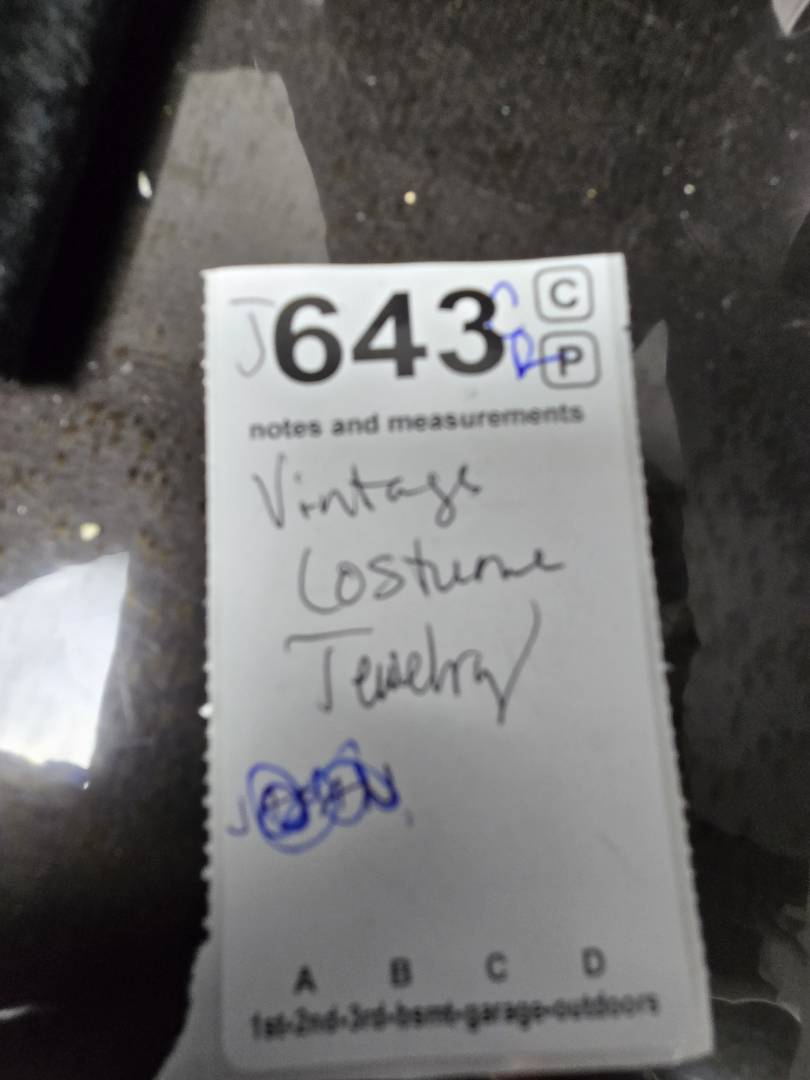 J643
C
P
notes and measurements
Vintage
Costume
Jewelry
A B C D
1st-2nd-3rd-bsmt-garage-outdoors